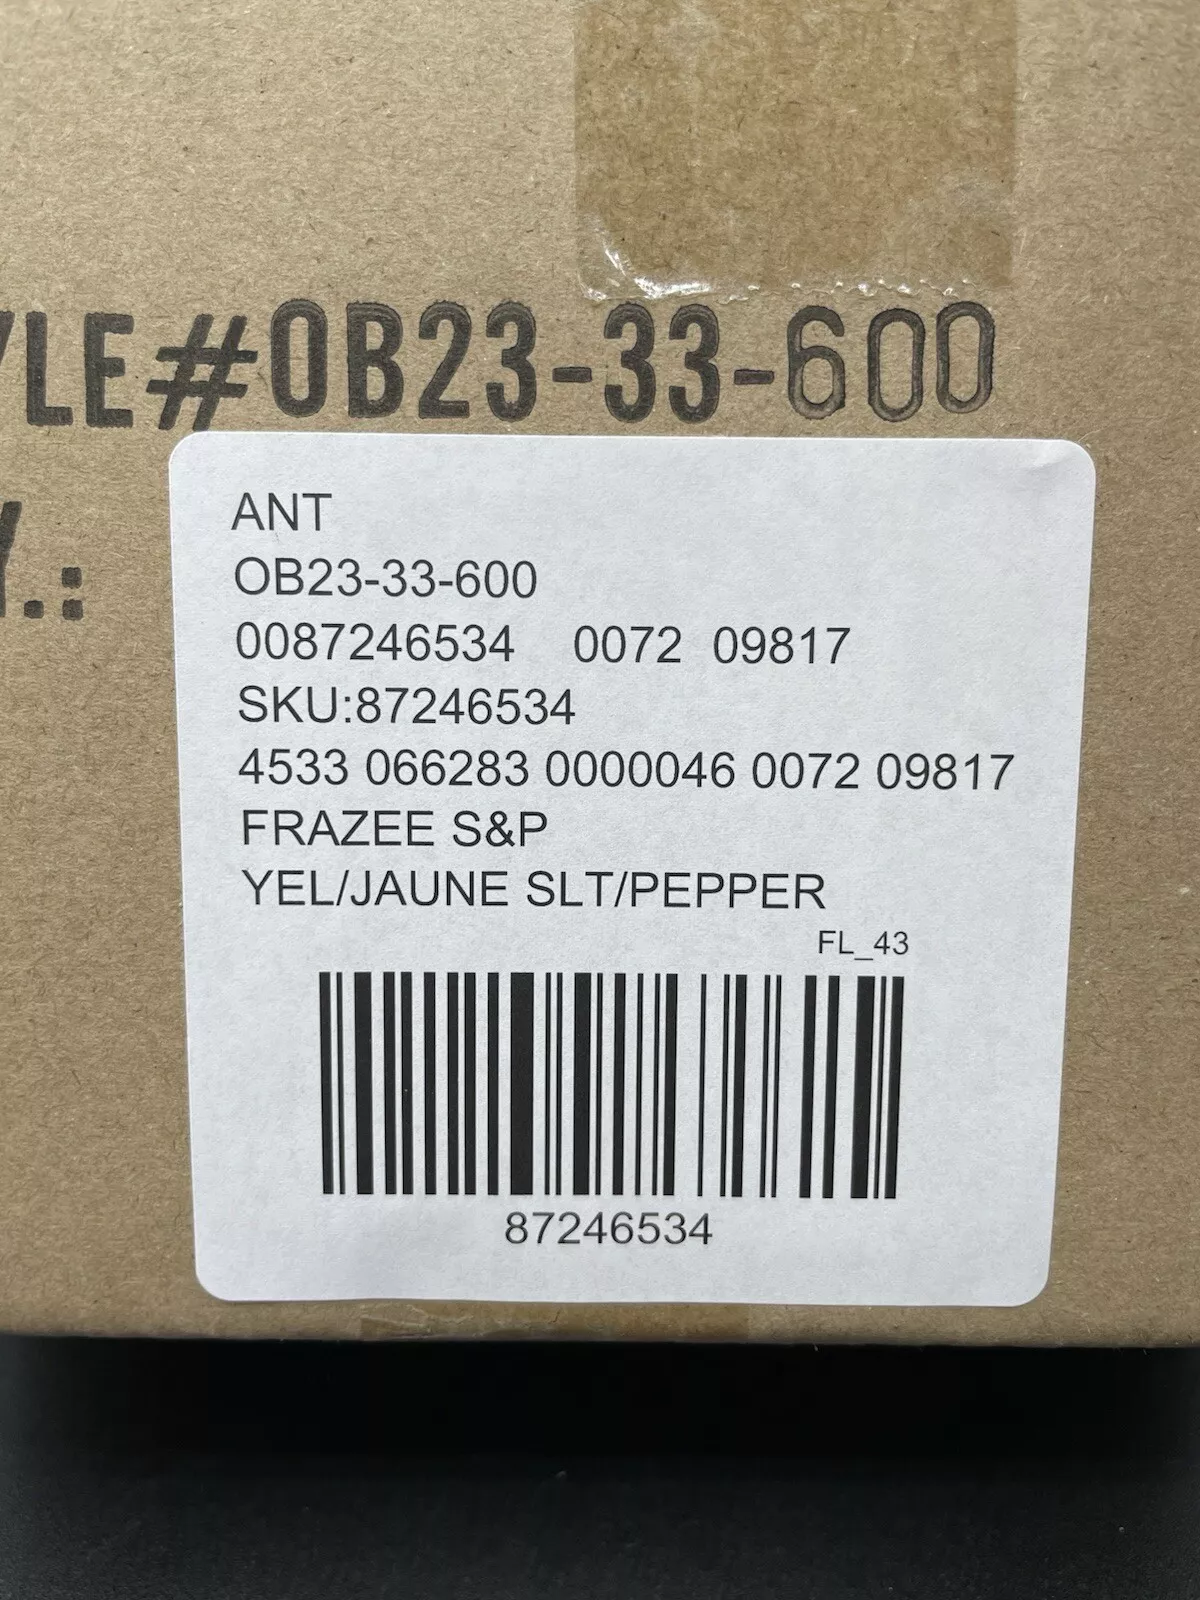 YLE#OB23-33-600
Y.:
ANT
OB23-33-600
0087246534 0072 09817
SKU:87246534
4533 066283 0000046 0072 09817
FRAZEE S&P
YEL/JAUNE SLT/PEPPER
FL_43
87246534